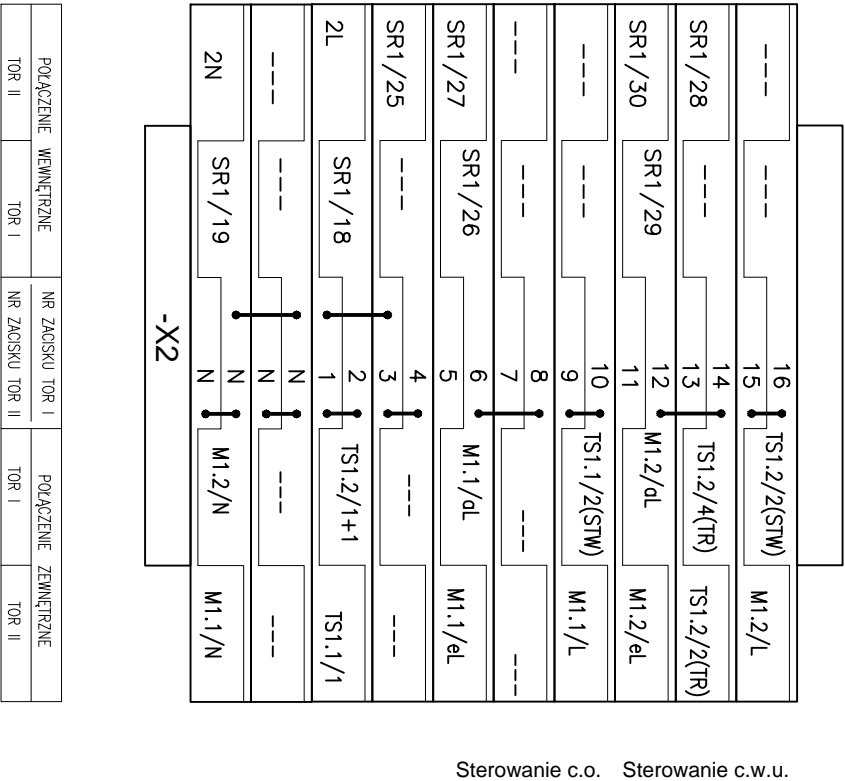 2N
---
2L
SR1/25
SR1/27
---
---
SR1/30
SR1/28
---
SR1/19
---
SR1/18
---
SR1/26
---
---
SR1/29
---
---
-X2
N
N
N
N
1
2
3
4
5
6
7
8
9
10
11
12
13
14
15
16
M1.2/N
---
TS1.2/1+1
---
M1.1/aL
---
TS1.1/2(STW)
M1.2/aL
TS1.2/4(TR)
TS1.2/2(STW)
M1.1/N
---
TS1.1/1
---
M1.1/eL
---
M1.1/L
M1.2/eL
TS1.2/2(TR)
M1.2/L
POŁĄCZENIE WEWNĘTRZNE
TOR II
TOR I
NR ZACISKU TOR I
NR ZACISKU TOR II
POŁĄCZENIE ZEWNĘTRZNE
TOR I
TOR II
Sterowanie c.o. Sterowanie c.w.u.